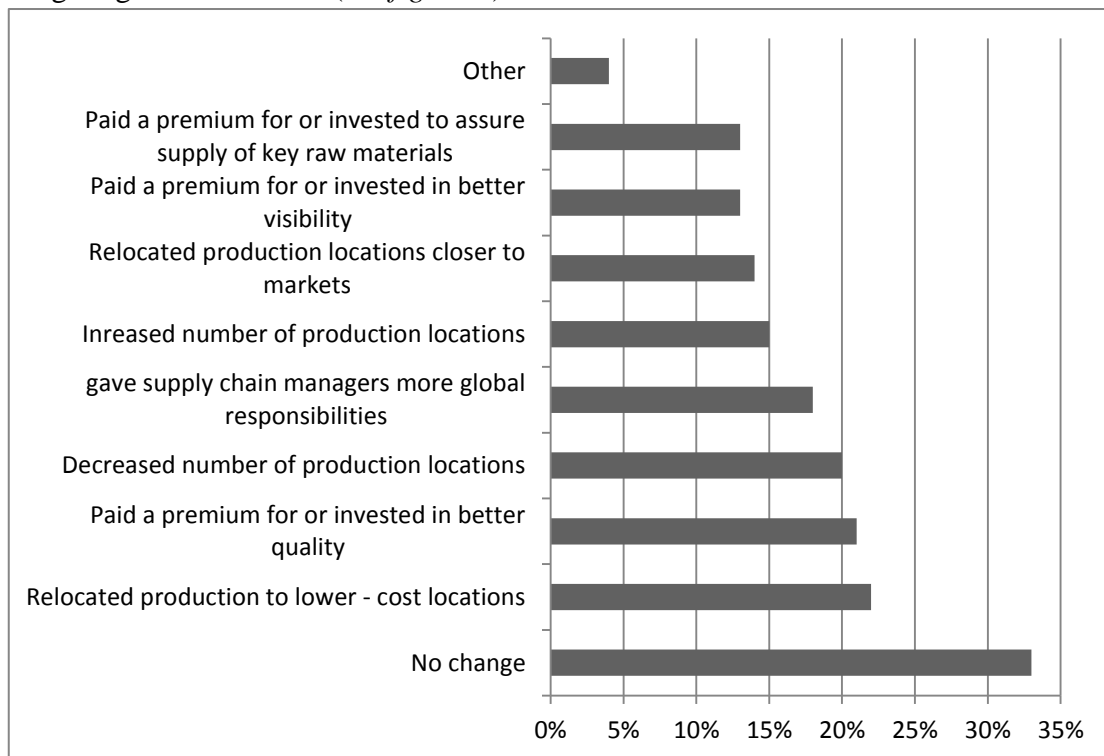 Other
Paid a premium for or invested to assure
supply of key raw materials
Paid a premium for or invested in better
visibility
Relocated production locations closer to
markets
Inreased number of production locations
gave supply chain managers more global
responsibilities
Decreased number of production locations
Paid a premium for or invested in better
quality
Relocated production to lower - cost locations
No change
0% 5% 10% 15% 20% 25% 30% 35%